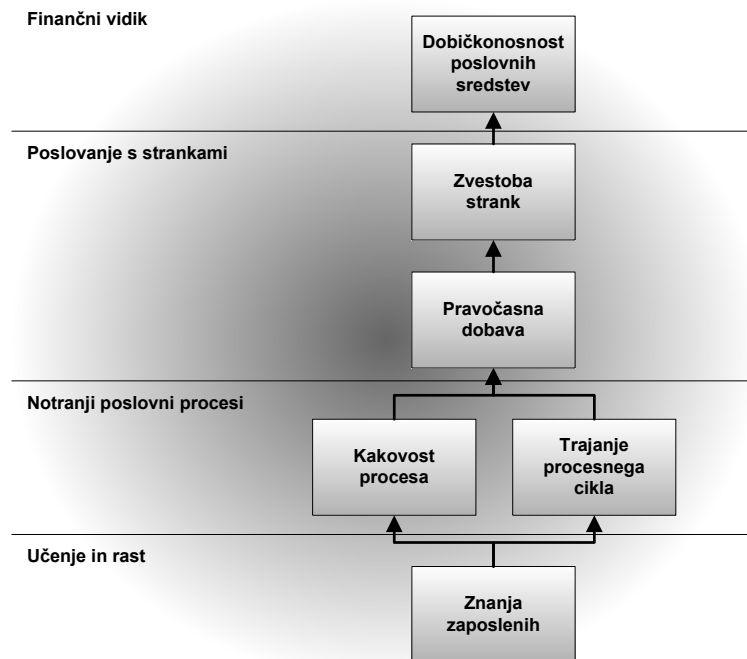 Finančni vidik
Dobičkonosnost
poslovnih
sredstev
Poslovanje s strankami
Zvestoba
strank
Pravočasna
dobava
Notranji poslovni procesi
Kakovost
procesa
Trajanje
procesnega
cikla
Učenje in rast
Znanja
zaposlenih